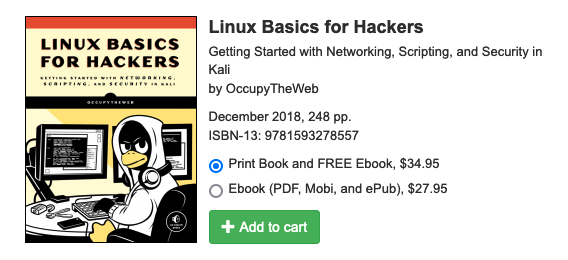 LINUX BASICS
FOR HACKERS
GETTING STARTED WITH NETWORKING,
SCRIPTING, AND SECURITY IN KALI
OCCUPYTHEWEB
Linux Basics for Hackers
Getting Started with Networking, Scripting, and Security in
Kali
by OccupyTheWeb
December 2018, 248 pp.
ISBN-13: 9781593278557
Print Book and FREE Ebook, $34.95
Ebook (PDF, Mobi, and ePub), $27.95
+ Add to cart